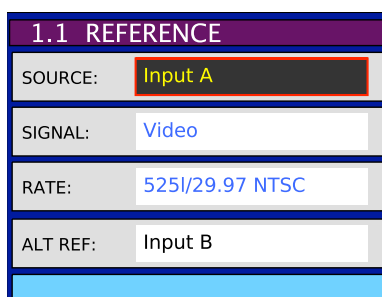 1.1 REFERENCE
SOURCE: Input A
SIGNAL: Video
RATE: 525I/29.97 NTSC
ALT REF: Input B